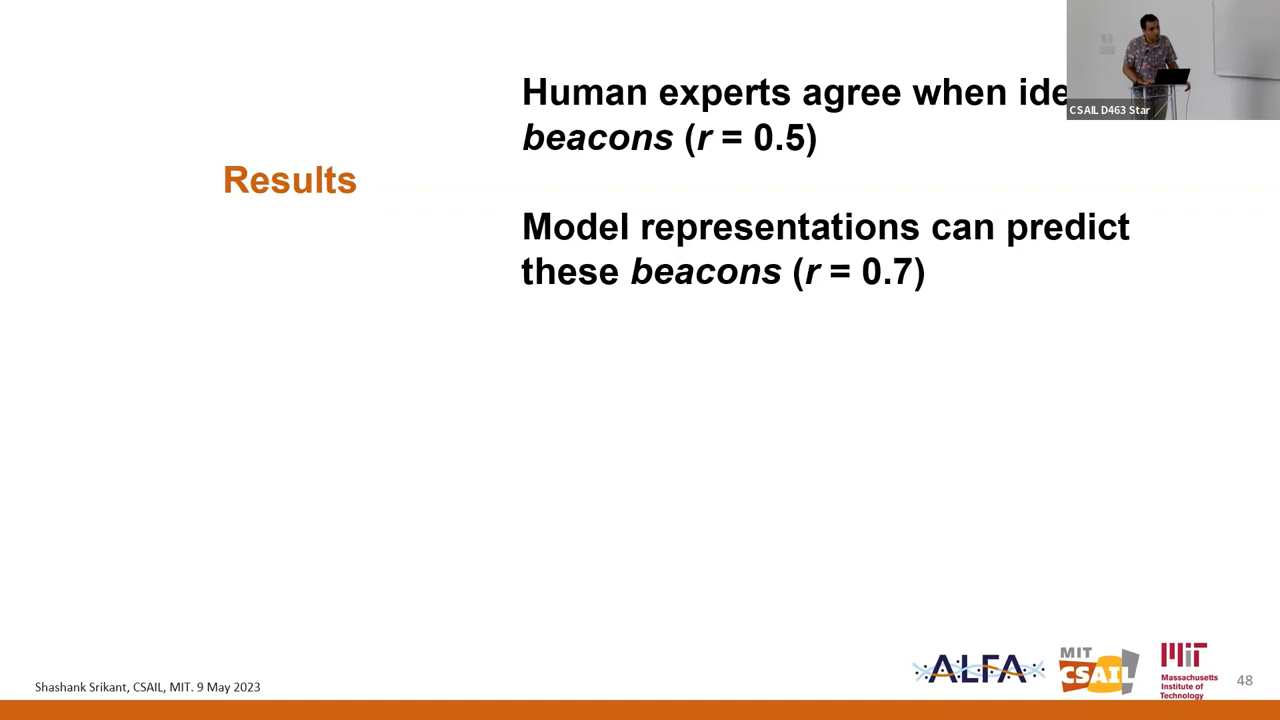 Human experts agree when ide
beacons (r = 0.5)
CSAIL D463 Star
Results
Model representations can predict
these beacons (r = 0.7)
Shashank Srikant, CSAIL, MIT. 9 May 2023
ALFA
MIT
CSAIL
MIT
Massachusetts
Institute of
Technology
48